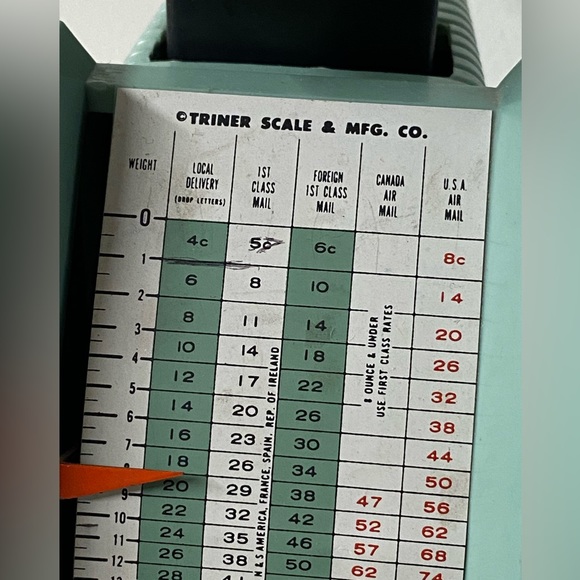 ©TRINER SCALE & MFG. CO.
WEIGHT LOCAL DELIVERY (DROP LETTERS) 1ST CLASS MAIL FOREIGN 1ST CLASS MAIL CANADA AIR MAIL U.S.A. AIR MAIL
0
4c 5c 6c 8c
1
6 8 10 14
2
8 11 14 20
3
10 14 18 26
4
12 17 22 32
5
14 20 26 38
6
16 23 30 44
7
18 26 34 50
8
20 29 38 47 56
9
22 32 42 52 62
10
24 35 46 57 68
11
26 38 50 62 74
12
28
& S AMERICA, FRANCE, SPAIN, REP. OF IRELAND
8 OUNCE & UNDER
USE FIRST CLASS RATES